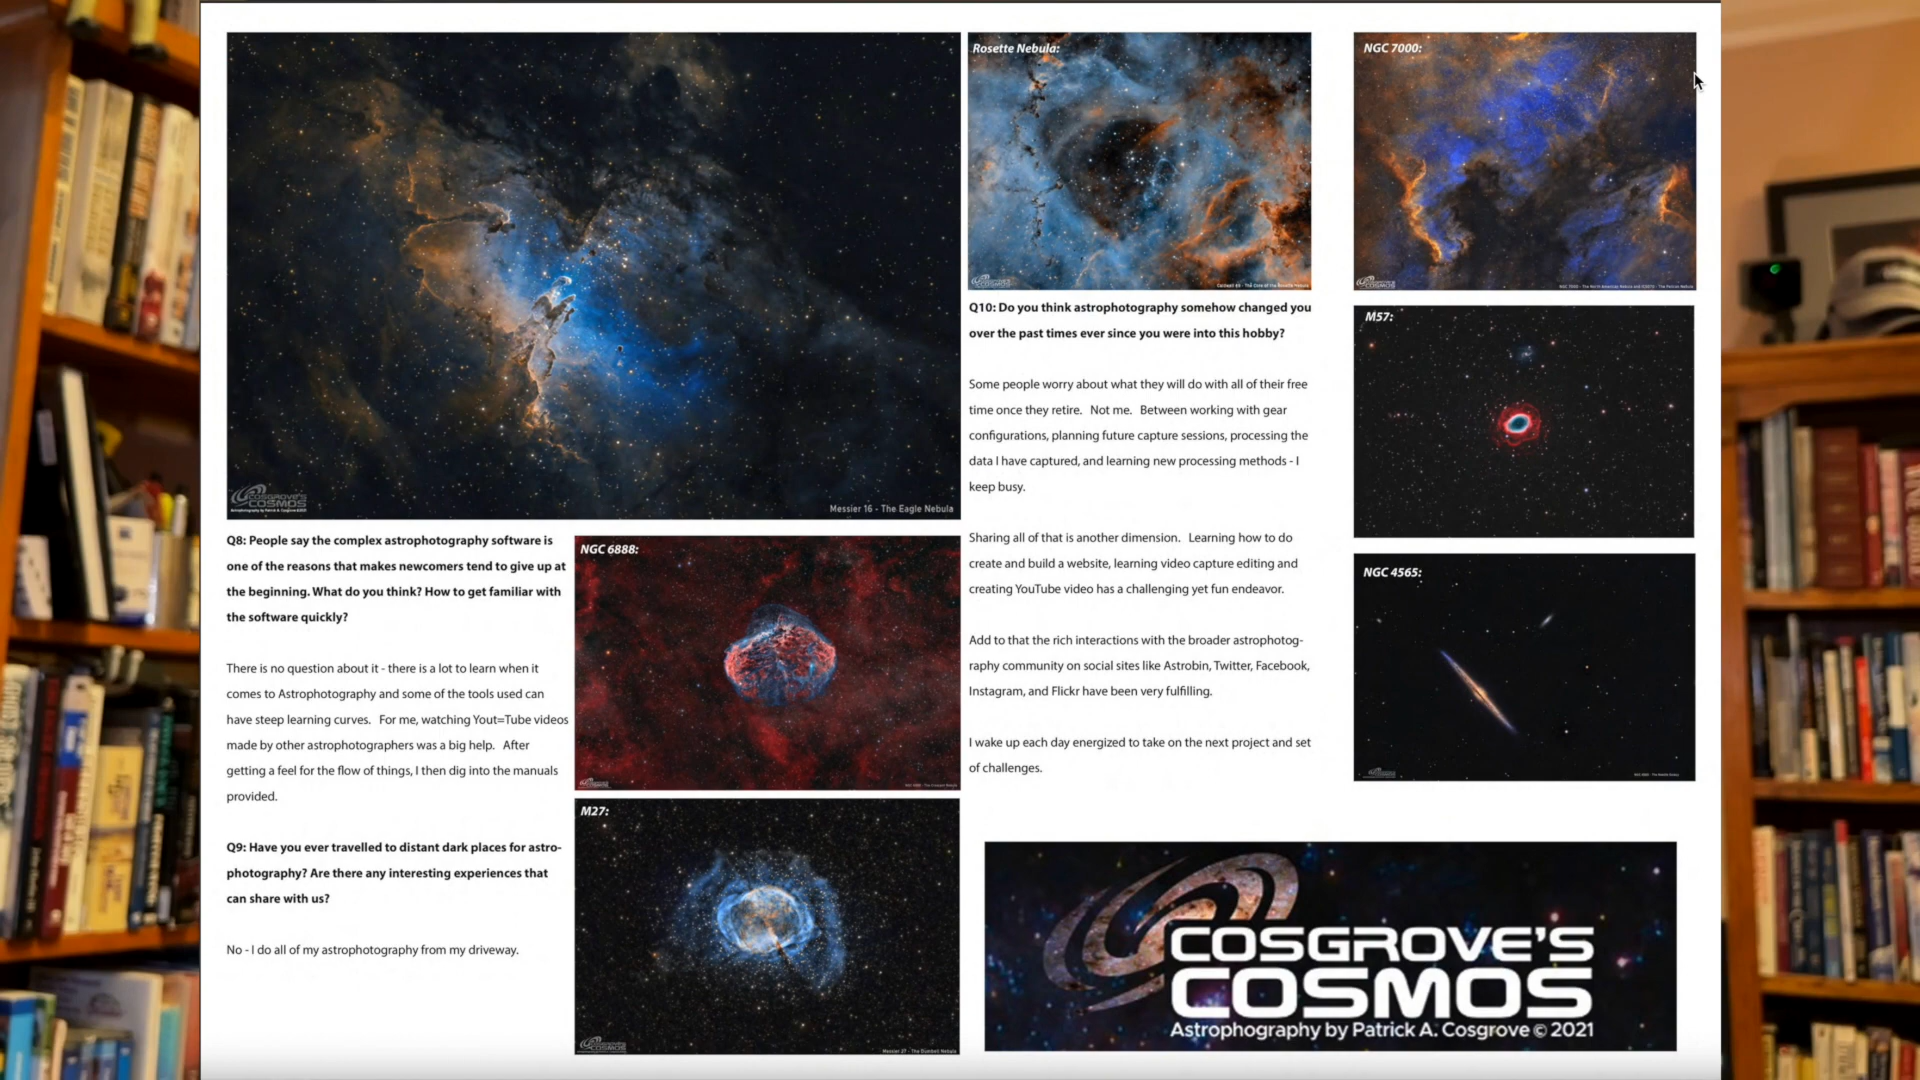 COSGROVE'S
COSMOS
Messier 16 - The Eagle Nebula
Q8: People say the complex astrophotography software is
one of the reasons that makes newcomers tend to give up at
the beginning. What do you think? How to get familiar with
the software quickly?
There is no question about it - there is a lot to learn when it
comes to Astrophotography and some of the tools used can
have steep learning curves. For me, watching Yout=Tube videos
made by other astrophotographers was a big help. After
getting a feel for the flow of things, I then dig into the manuals
provided.
Q9: Have you ever travelled to distant dark places for astro-
photography? Are there any interesting experiences that
can share with us?
No - I do all of my astrophotography from my driveway.
NGC 6888:
M27:
Messier 27 - The Dumbell Nebula
Rosette Nebula:
COSMOS
Q10: Do you think astrophotography somehow changed you
over the past times ever since you were into this hobby?
Some people worry about what they will do with all of their free
time once they retire. Not me. Between working with gear
configurations, planning future capture sessions, processing the
data I have captured, and learning new processing methods - I
keep busy.
Sharing all of that is another dimension. Learning how to do
create and build a website, learning video capture editing and
creating YouTube video has a challenging yet fun endeavor.
Add to that the rich interactions with the broader astrophotog-
raphy community on social sites like Astrobin, Twitter, Facebook,
Instagram, and Flickr have been very fulfilling.
I wake up each day energized to take on the next project and set
of challenges.
NGC 7000:
COSMOS
M57:
NGC 4565:
COSGROVE'S
COSMOS
Astrophography by Patrick A. Cosgrove © 2021